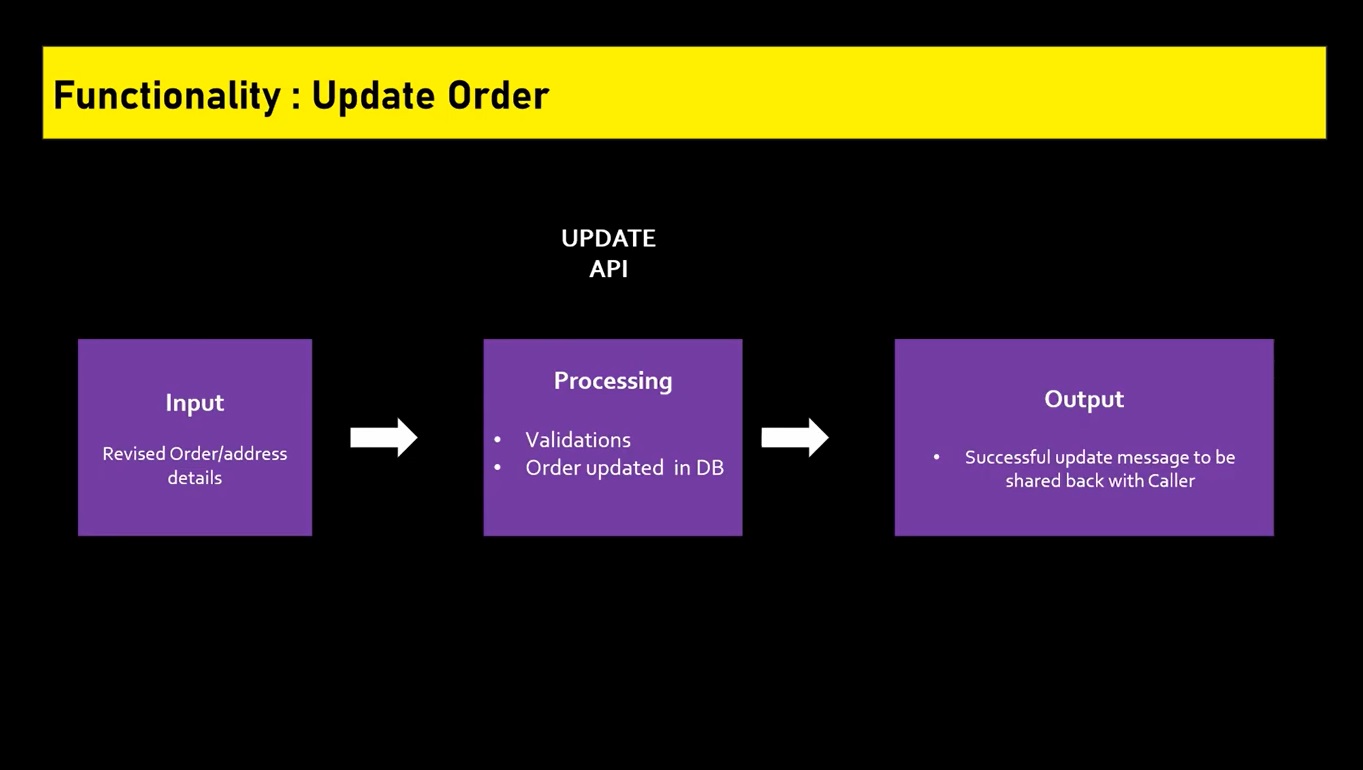 Functionality : Update Order
UPDATE
API
Input
Revised Order/address
details
Processing
• Validations
• Order updated in DB
Output
• Successful update message to be
shared back with Caller